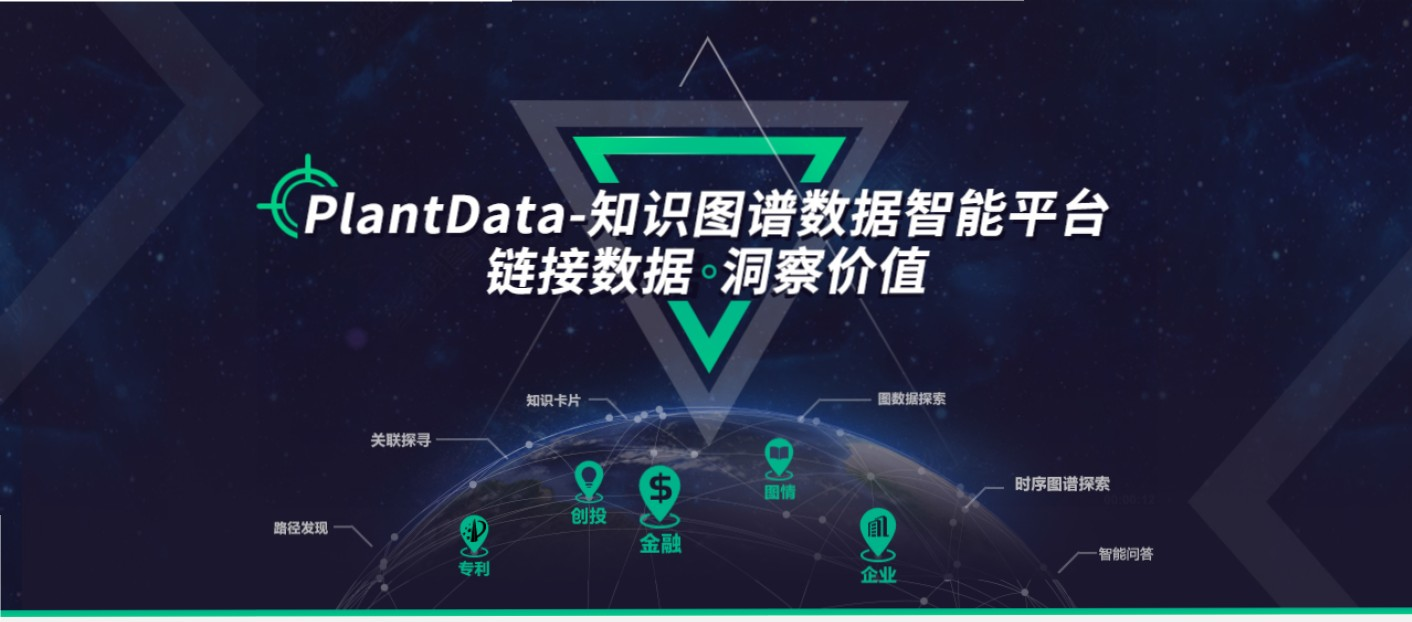 PlantData-知识图谱数据智能平台
链接数据。洞察价值
知识卡片
图数据探索
关联探寻
时序图谱探索
路径发现
智能问答
图情
创投
金融
专利
企业